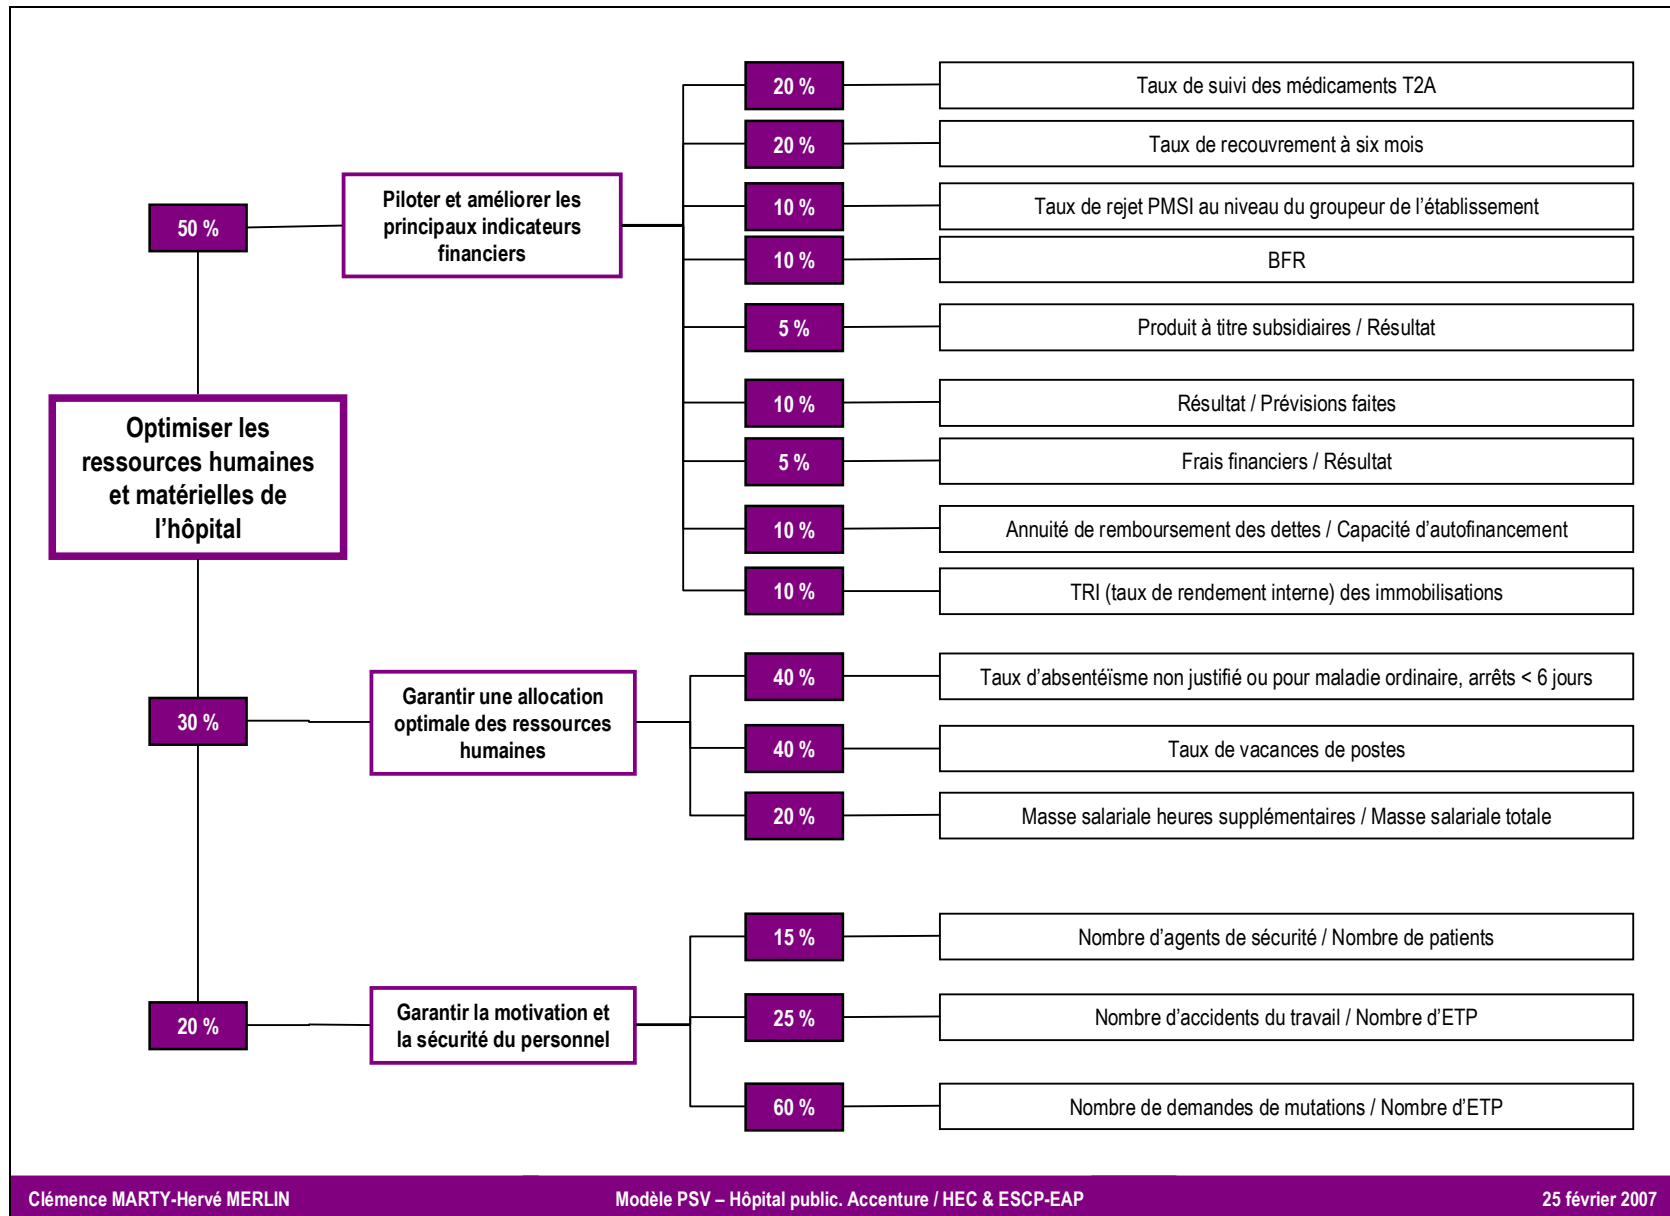 20 %
Taux de suivi des médicaments T2A
20 %
Taux de recouvrement à six mois
50 %
Piloter et améliorer les
principaux indicateurs
financiers
10 %
Taux de rejet PMSI au niveau du groupeur de l’établissement
10 %
BFR
5 %
Produit à titre subsidiaires / Résultat
10 %
Résultat / Prévisions faites
Optimiser les
ressources humaines
et matérielles de
l’hôpital
5 %
Frais financiers / Résultat
10 %
Annuité de remboursement des dettes / Capacité d’autofinancement
10 %
TRI (taux de rendement interne) des immobilisations
30 %
Garantir une allocation
optimale des ressources
humaines
40 %
Taux d’absentéïsme non justifié ou pour maladie ordinaire, arrêts < 6 jours
40 %
Taux de vacances de postes
20 %
Masse salariale heures supplémentaires / Masse salariale totale
20 %
Garantir la motivation et
la sécurité du personnel
15 %
Nombre d’agents de sécurité / Nombre de patients
25 %
Nombre d’accidents du travail / Nombre d’ETP
60 %
Nombre de demandes de mutations / Nombre d’ETP
Clémence MARTY-Hervé MERLIN
Modèle PSV – Hôpital public. Accenture / HEC & ESCP-EAP
25 février 2007